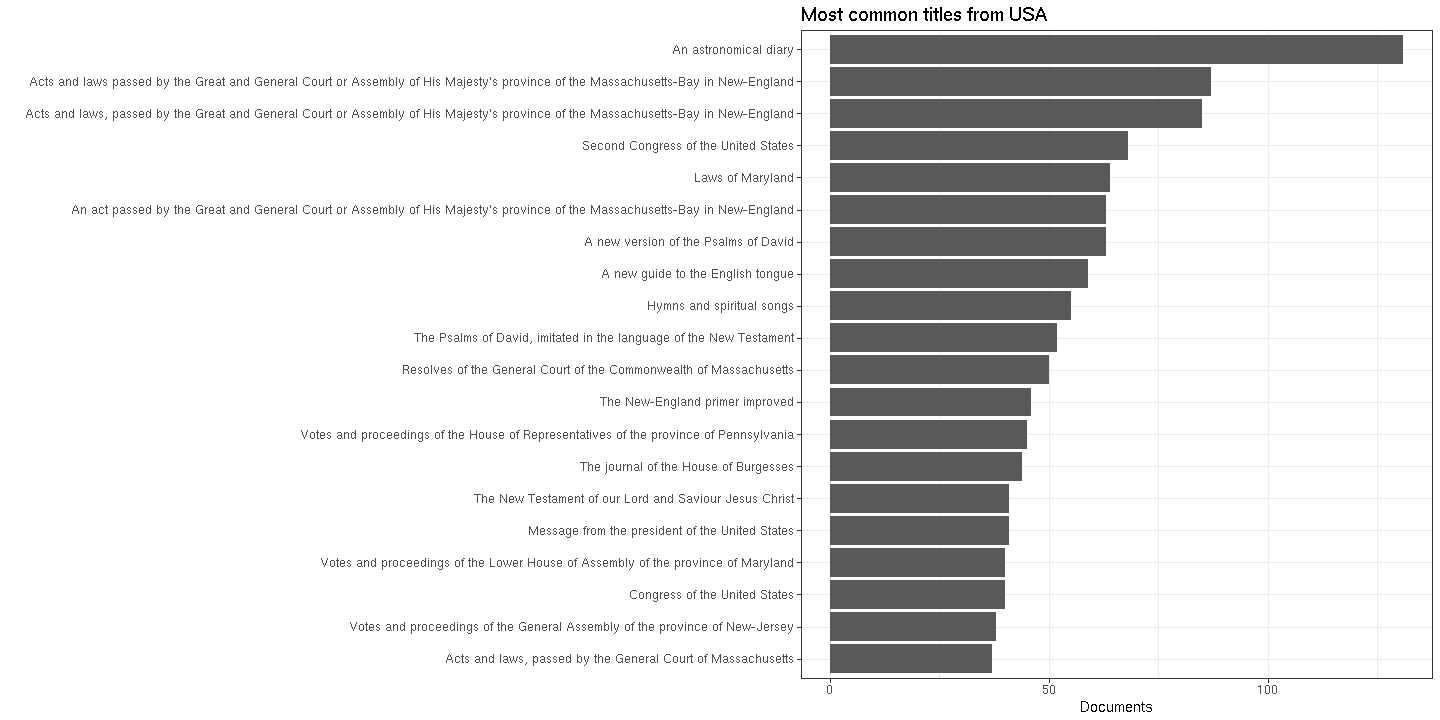 Most common titles from USA
An astronomical diary
Acts and laws passed by the Great and General Court or Assembly of His Majesty's province of the Massachusetts-Bay in New-England
Acts and laws, passed by the Great and General Court or Assembly of His Majesty's province of the Massachusetts-Bay in New-England
Second Congress of the United States
Laws of Maryland
An act passed by the Great and General Court or Assembly of His Majesty's province of the Massachusetts-Bay in New-England
A new version of the Psalms of David
A new guide to the English tongue
Hymns and spiritual songs
The Psalms of David, imitated in the language of the New Testament
Resolves of the General Court of the Commonwealth of Massachusetts
The New-England primer improved
Votes and proceedings of the House of Representatives of the province of Pennsylvania
The journal of the House of Burgesses
The New Testament of our Lord and Saviour Jesus Christ
Message from the president of the United States
Votes and proceedings of the Lower House of Assembly of the province of Maryland
Congress of the United States
Votes and proceedings of the General Assembly of the province of New-Jersey
Acts and laws, passed by the General Court of Massachusetts
0 50 100
Documents